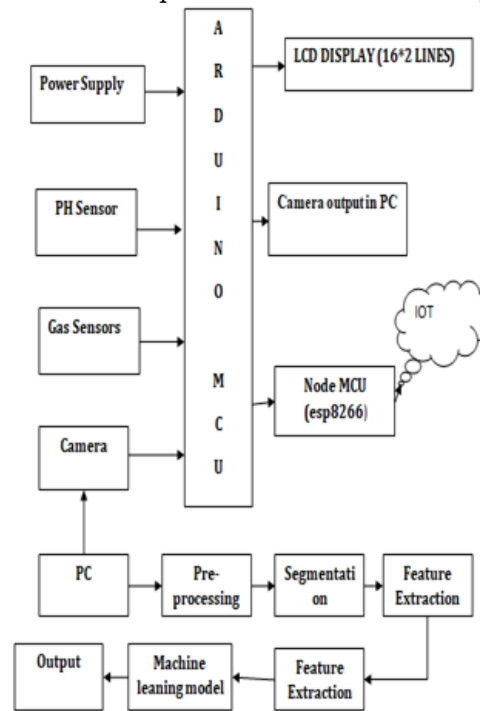 A
R
D
U
I
N
O
M
C
U
LCD DISPLAY (16*2 LINES)
Power Supply
PH Sensor
Camera output in PC
Gas Sensors
IOT
Node MCU
(esp8266)
Camera
PC
Pre-
processing
Segmentati
on
Feature
Extraction
Output
Machine
leaning model
Feature
Extraction